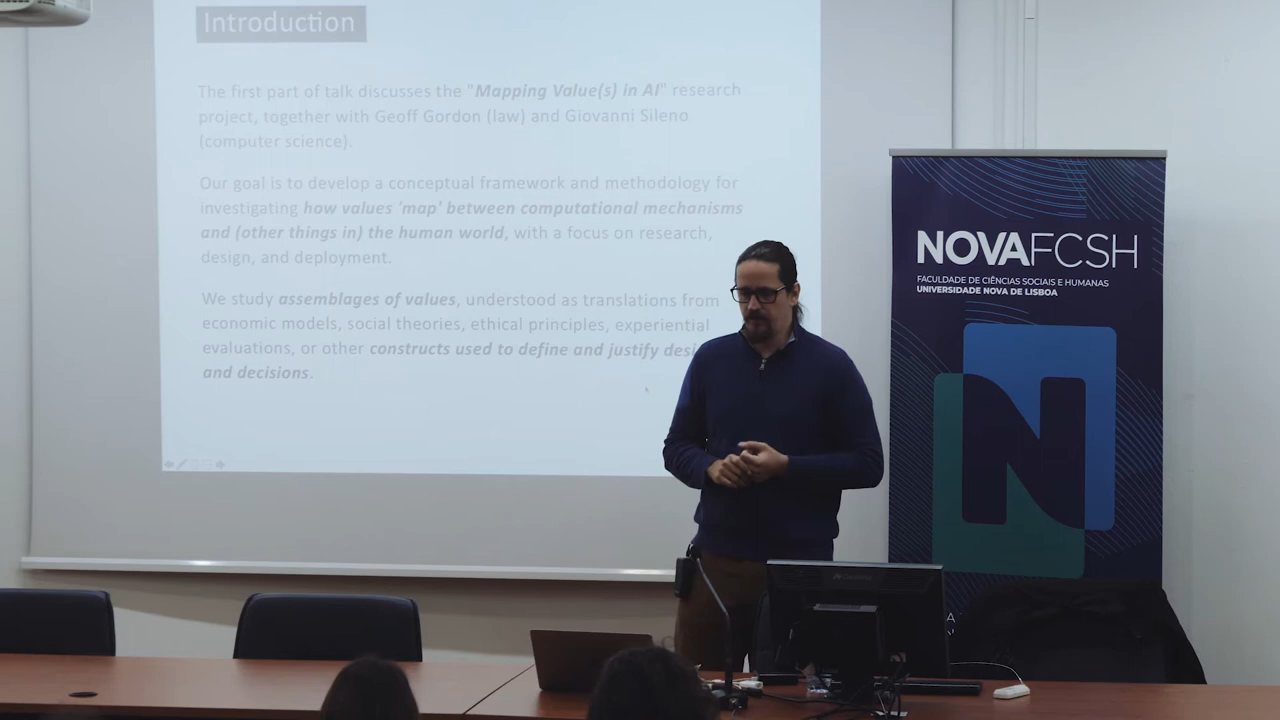 Introduction
The first part of talk discusses the "Mapping Value(s) in AI" research
project, together with Geoff Gordon (law) and Giovanni Sileno
(computer science).
Our goal is to develop a conceptual framework and methodology for
investigating how values 'map' between computational mechanisms
and (other things in) the human world, with a focus on research,
design, and deployment.
We study assemblages of values, understood as translations from
economic models, social theories, ethical principles, experiential
evaluations, or other constructs used to define and justify desi
and decisions.
NOVAFCSH
FACULDADE DE CIÊNCIAS SOCIAIS E HUMANAS
UNIVERSIDADE NOVA DE LISBOA
N